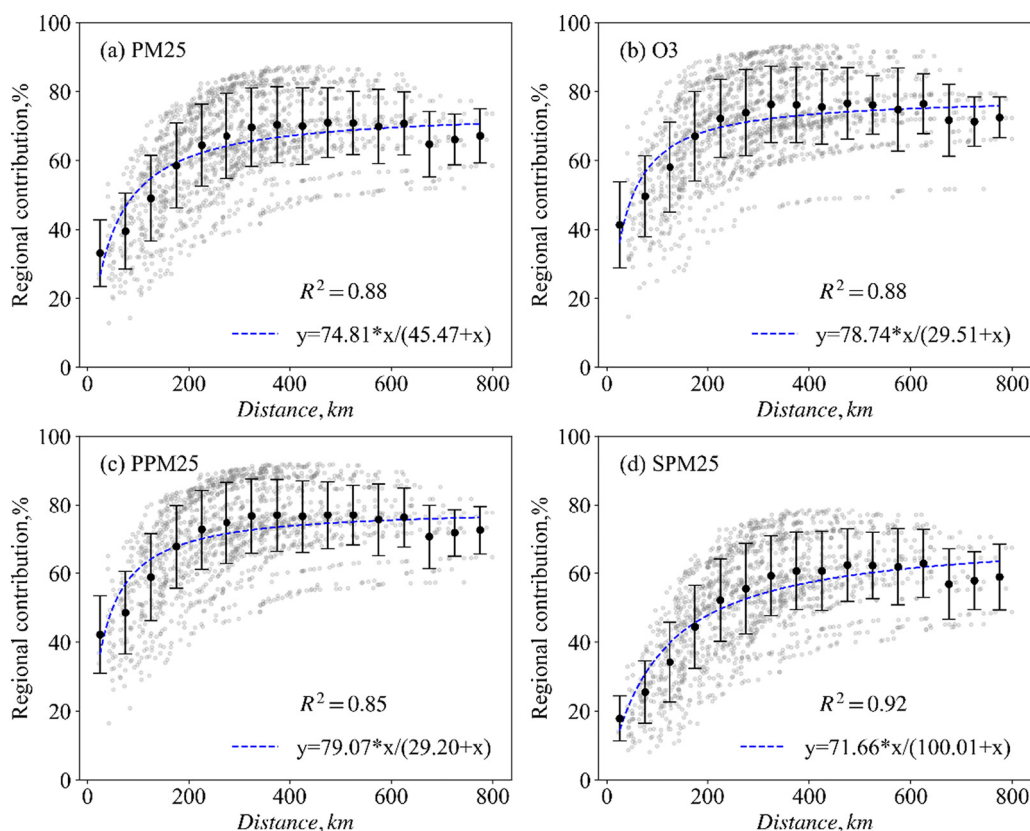 100
(a) PM25
80
60
40
20
0
Regional contribution,%
R² = 0.88
y=74.81*x/(45.47+x)
0 200 400 600 800
Distance, km
100
(b) O3
80
60
40
20
0
Regional contribution,%
R² = 0.88
y=78.74*x/(29.51+x)
0 200 400 600 800
Distance, km
100
(c) PPM25
80
60
40
20
0
Regional contribution,%
R² = 0.85
y=79.07*x/(29.20+x)
0 200 400 600 800
Distance, km
100
(d) SPM25
80
60
40
20
0
Regional contribution,%
R² = 0.92
y=71.66*x/(100.01+x)
0 200 400 600 800
Distance, km